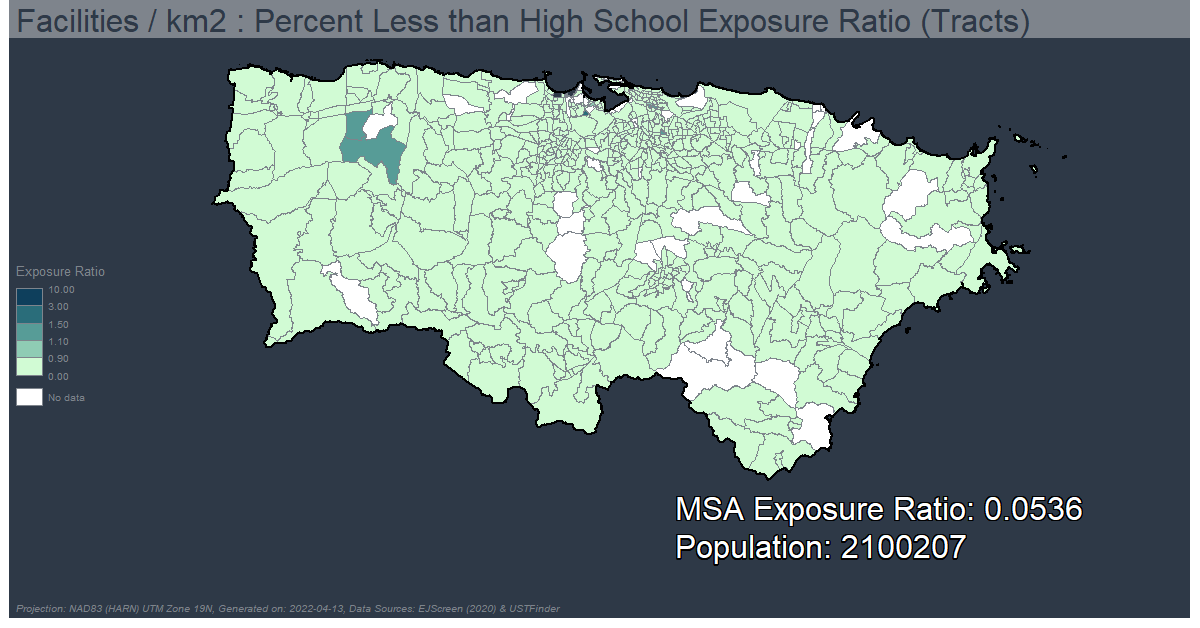 Facilities / km2 : Percent Less than High School Exposure Ratio (Tracts)
Exposure Ratio
10.00
3.00
1.50
1.10
0.90
0.00
No data
MSA Exposure Ratio: 0.0536
Population: 2100207
Projection: NAD83 (HARN) UTM Zone 19N, Generated on: 2022-04-13, Data Sources: EJScreen (2020) & USTFinder